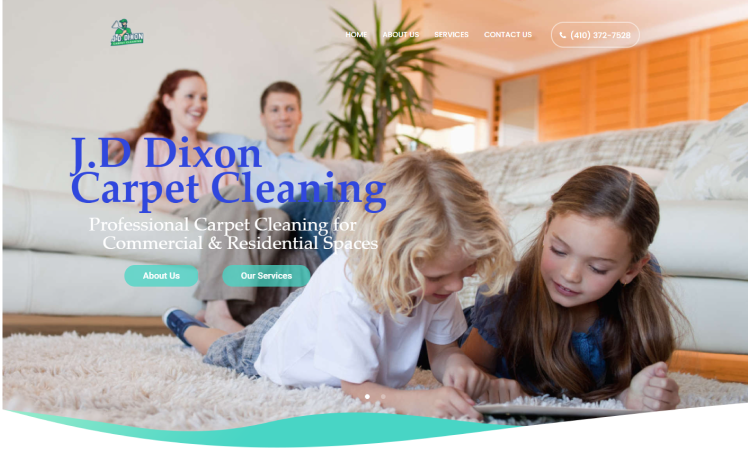 J.D DIXON
HOME ABOUT US SERVICES CONTACT US (410) 372-7528
J.D Dixon
Carpet Cleaning
Professional Carpet Cleaning for
Commercial & Residential Spaces
About Us Our Services